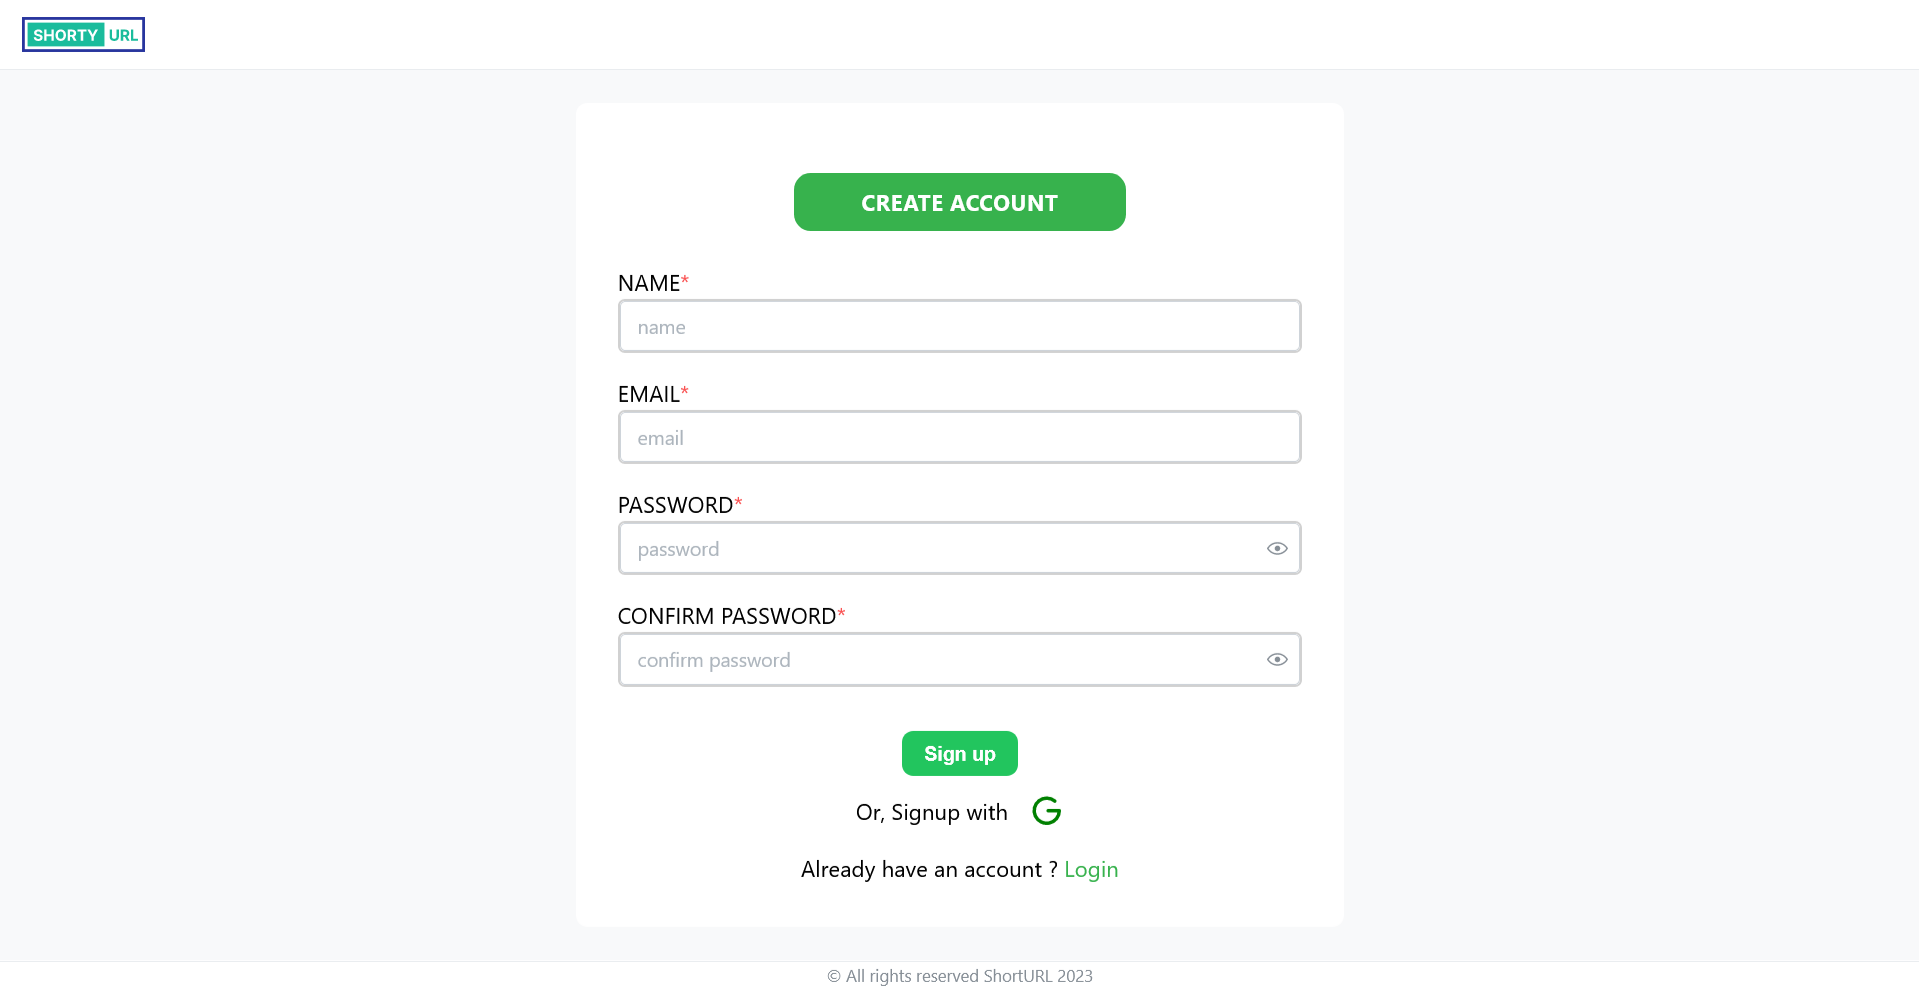 SHORTY URL
CREATE ACCOUNT
NAME*
name
EMAIL*
email
PASSWORD*
password
CONFIRM PASSWORD*
confirm password
Sign up
Or, Signup with G
Already have an account ? Login
© All rights reserved ShortURL 2023